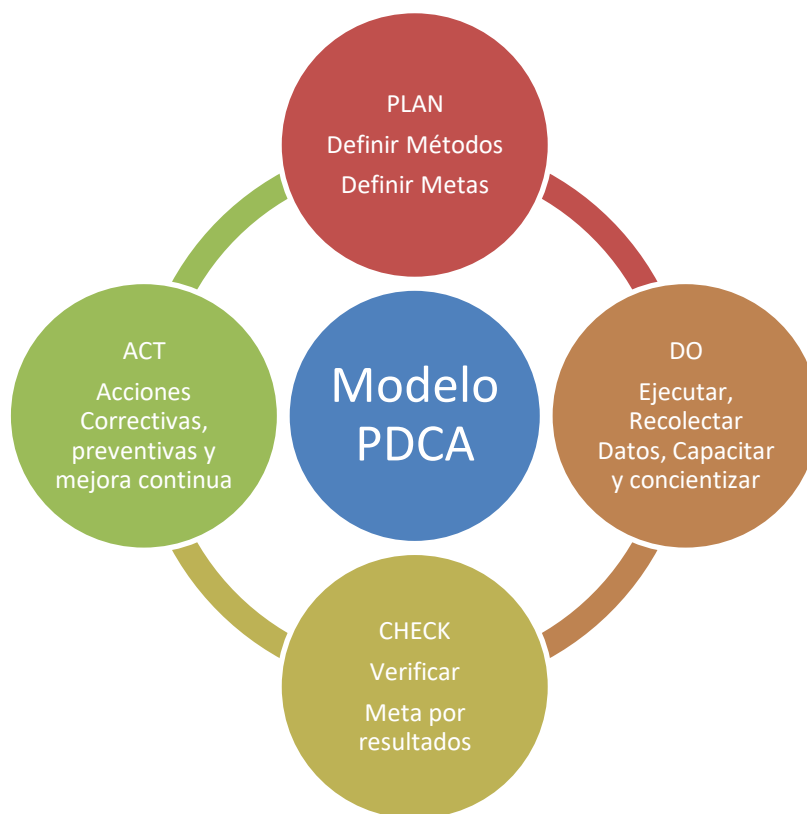 PLAN
Definir Métodos
Definir Metas
ACT
Acciones
Correctivas,
preventivas y
mejora continua
Modelo
PDCA
DO
Ejecutar,
Recolectar
Datos, Capacitar
y concientizar
CHECK
Verificar
Meta por
resultados